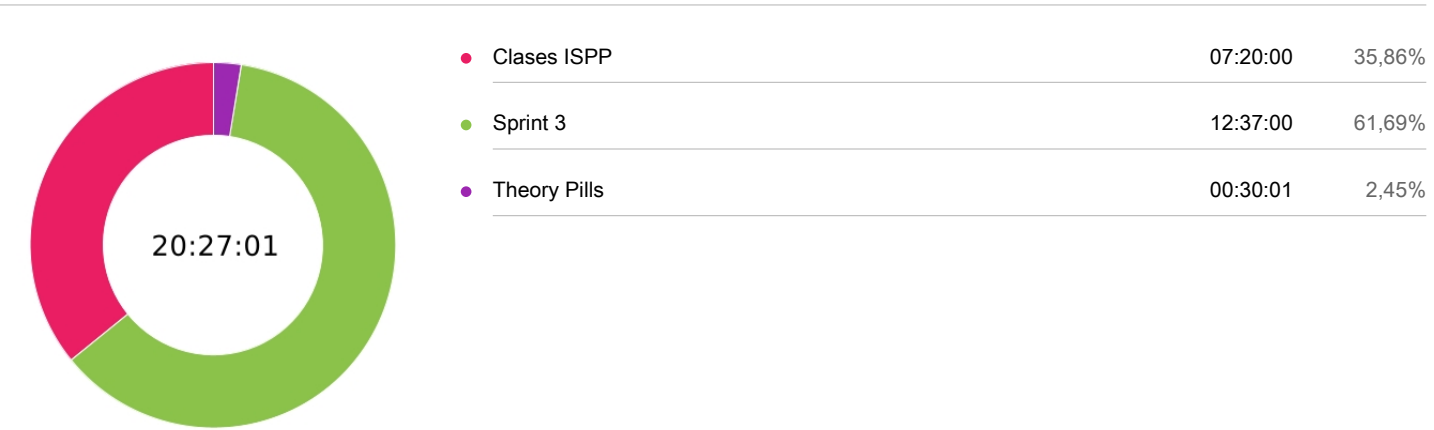 Clases ISPP 07:20:00 35,86%
Sprint 3 12:37:00 61,69%
Theory Pills 00:30:01 2,45%
20:27:01